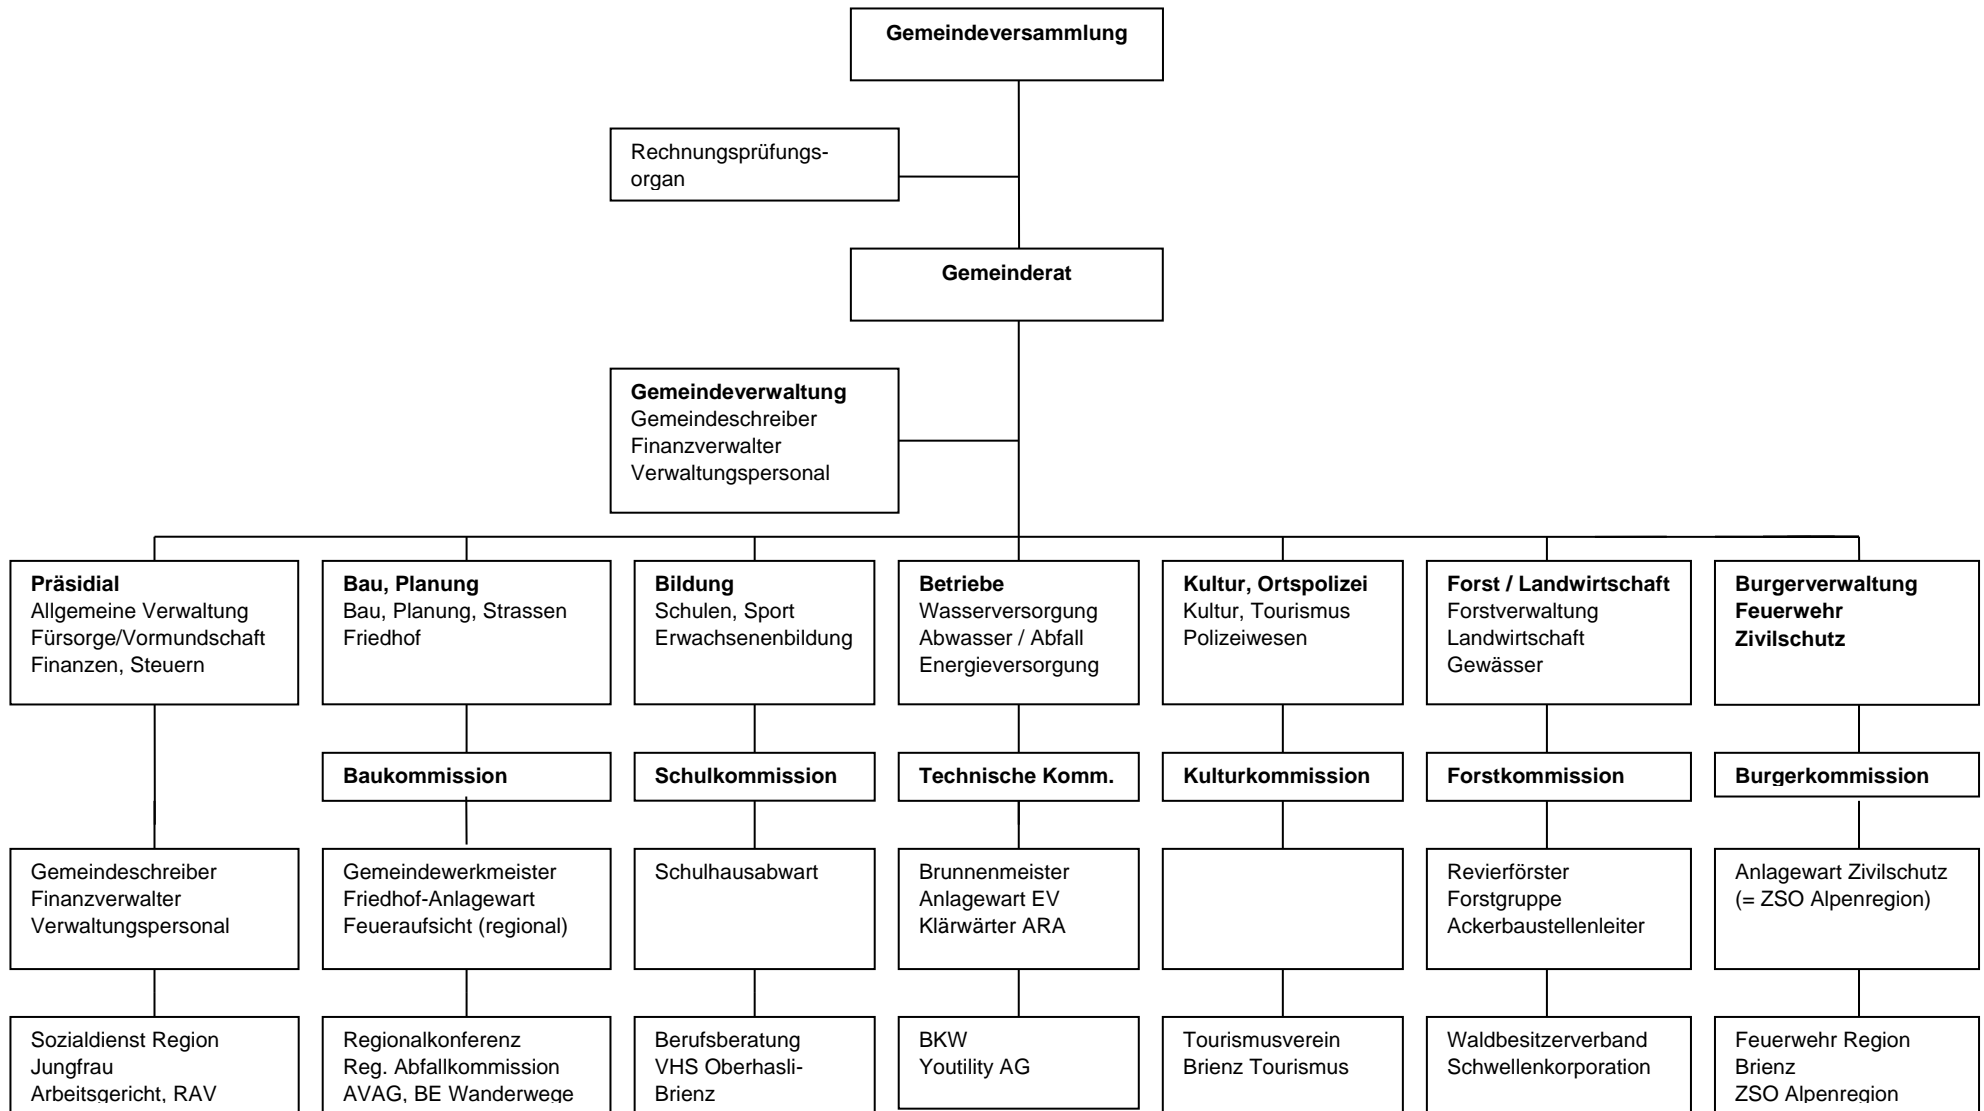 Gemeindeversammlung
Rechnungsprüfungs-
organ
Gemeinderat
Gemeindeverwaltung
Gemeindeschreiber
Finanzverwalter
Verwaltungspersonal
Präsidial
Allgemeine Verwaltung
Fürsorge/Vormundschaft
Finanzen, Steuern
Bau, Planung
Bau, Planung, Strassen
Friedhof
Bildung
Schulen, Sport
Erwachsenenbildung
Betriebe
Wasserversorgung
Abwasser / Abfall
Energieversorgung
Kultur, Ortspolizei
Kultur, Tourismus
Polizeiwesen
Forst / Landwirtschaft
Forstverwaltung
Landwirtschaft
Gewässer
Burgerverwaltung
Feuerwehr
Zivilschutz
Baukommission
Schulkommission
Technische Komm.
Kulturkommission
Forstkommission
Burgerkommission
Gemeindeschreiber
Finanzverwalter
Verwaltungspersonal
Gemeindewerkmeister
Friedhof-Anlagewart
Feueraufsicht (regional)
Schulhausabwart
Brunnenmeister
Anlagewart EV
Klärwärter ARA
Revierförster
Forstgruppe
Ackerbaustellenleiter
Anlagewart Zivilschutz
(= ZSO Alpenregion)
Sozialdienst Region
Jungfrau
Arbeitsgericht, RAV
Regionalkonferenz
Reg. Abfallkommission
AVAG, BE Wanderwege
Berufsberatung
VHS Oberhasli-
Brienz
BKW
Youtility AG
Tourismusverein
Brienz Tourismus
Waldbesitzerverband
Schwellenkorporation
Feuerwehr Region
Brienz
ZSO Alpenregion